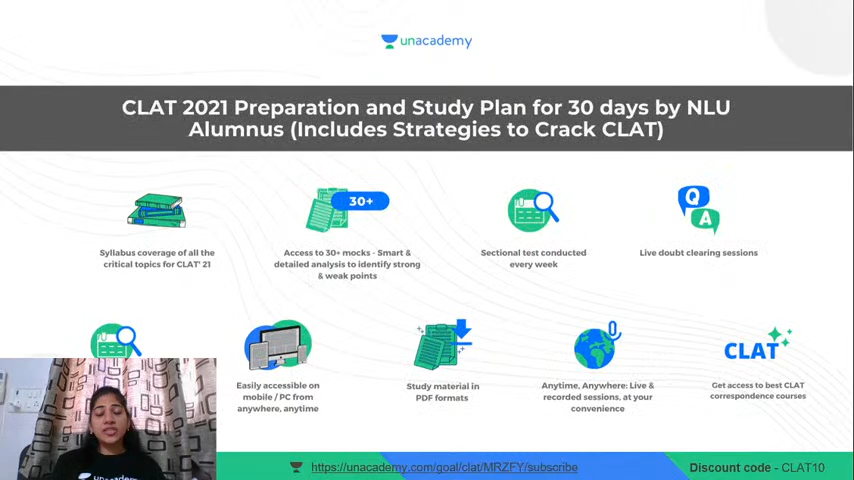 unacademy
CLAT 2021 Preparation and Study Plan for 30 days by NLU
Alumnus (Includes Strategies to Crack CLAT)
30+
Q
A
Syllabus coverage of all the
critical topics for CLAT' 21
Access to 30+ mocks - Smart &
detailed analysis to identify strong
& weak points
Sectional test conducted
every week
Live doubt clearing sessions
CLAT
Easily accessible on
mobile / PC from
anywhere, anytime
Study material in
PDF formats
Anytime, Anywhere: Live &
recorded sessions, at your
convenience
Get access to best CLAT
correspondence courses
unacademy
https://unacademy.com/goal/clat/MRZFY/subscribe
Discount code - CLAT10